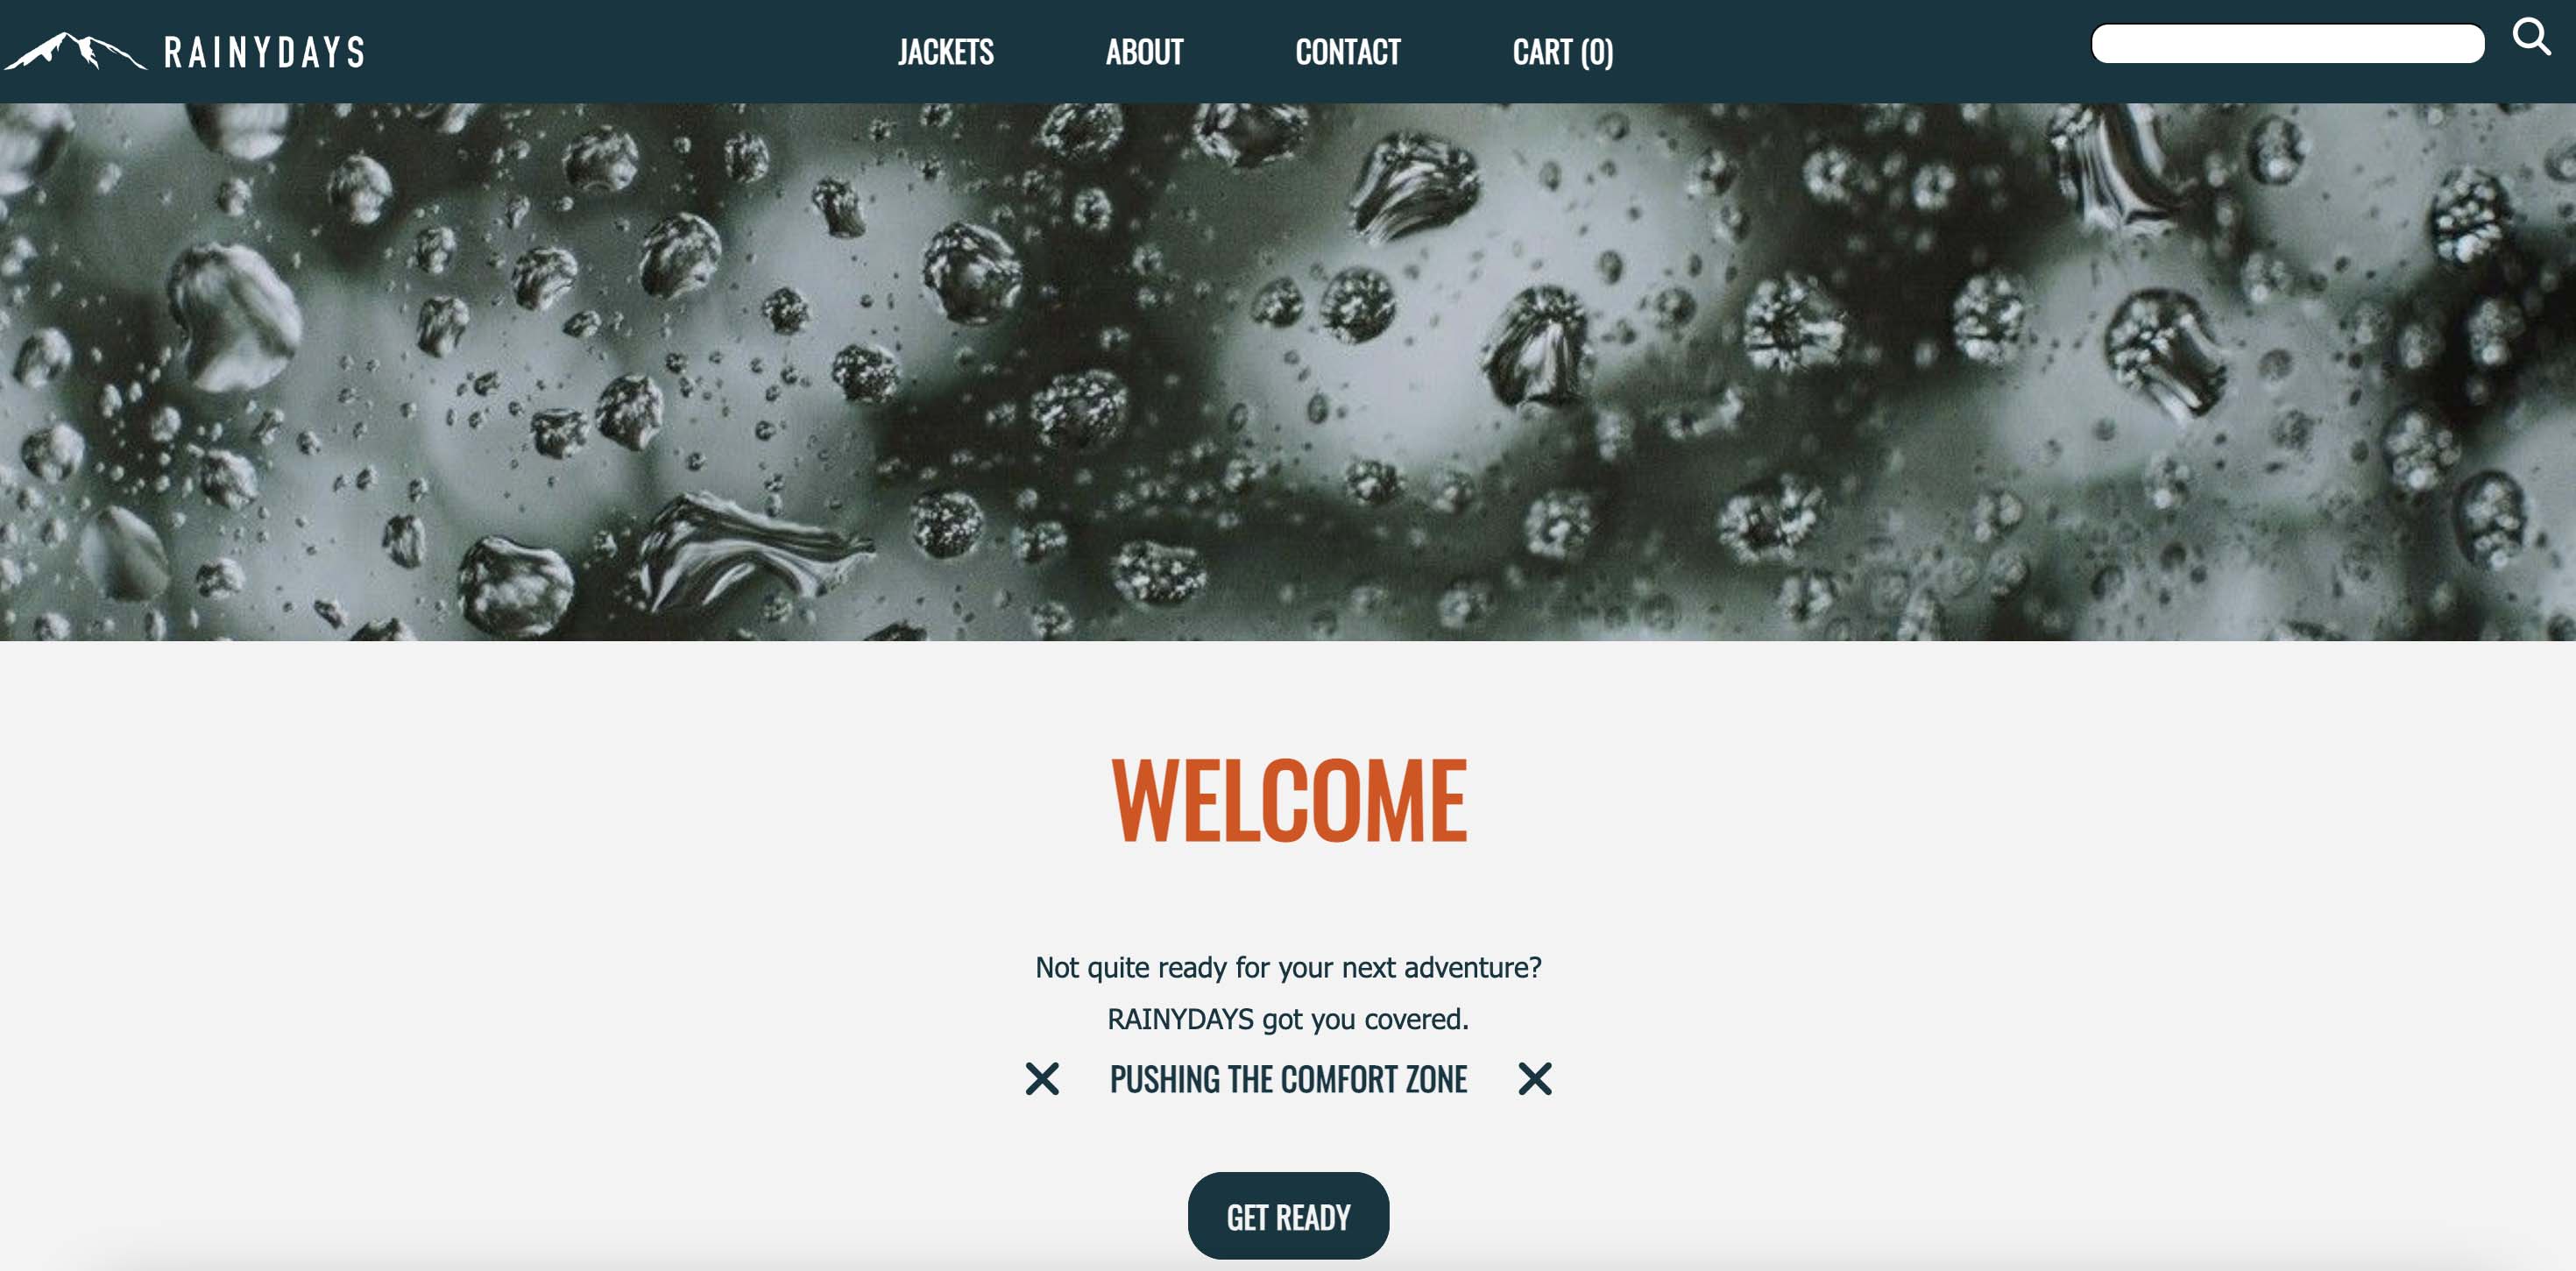 RAINYDAYS
JACKETS
ABOUT
CONTACT
CART (0)
WELCOME
Not quite ready for your next adventure?
RAINYDAYS got you covered.
PUSHING THE COMFORT ZONE
GET READY